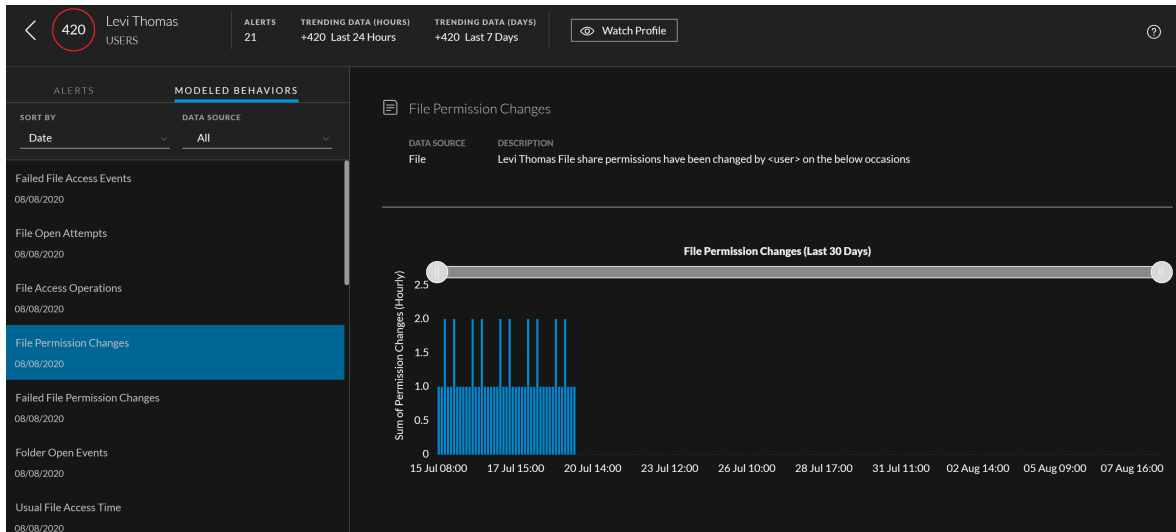 420
Levi Thomas
USERS
ALERTS
21
TRENDING DATA (HOURS)
+420 Last 24 Hours
TRENDING DATA (DAYS)
+420 Last 7 Days
Watch Profile
?
ALERTS
MODELED BEHAVIORS
SORT BY
Date
DATA SOURCE
All
Failed File Access Events
08/08/2020
File Open Attempts
08/08/2020
File Access Operations
08/08/2020
File Permission Changes
08/08/2020
Failed File Permission Changes
08/08/2020
Folder Open Events
08/08/2020
Usual File Access Time
08/08/2020
File Permission Changes
DATA SOURCE
File
DESCRIPTION
Levi Thomas File share permissions have been changed by <user> on the below occasions
File Permission Changes (Last 30 Days)
Sum of Permission Changes (Hourly)
2.5
2.0
1.5
1.0
0.5
0
15 Jul 08:00 17 Jul 15:00 20 Jul 14:00 23 Jul 12:00 26 Jul 10:00 28 Jul 17:00 31 Jul 11:00 02 Aug 14:00 05 Aug 09:00 07 Aug 16:00